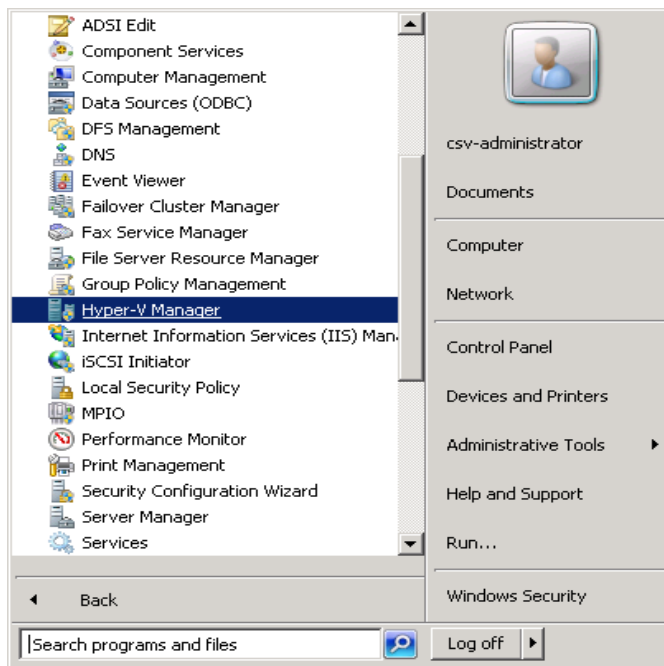 ADSI Edit
Component Services
Computer Management
Data Sources (ODBC)
DFS Management
DNS
Event Viewer
Failover Cluster Manager
Fax Service Manager
File Server Resource Manager
Group Policy Management
Hyper-V Manager
Internet Information Services (IIS) Man
iSCSI Initiator
Local Security Policy
MPIO
Performance Monitor
Print Management
Security Configuration Wizard
Server Manager
Services
Back
Search programs and files
csv-administrator
Documents
Computer
Network
Control Panel
Devices and Printers
Administrative Tools
Help and Support
Run...
Windows Security
Log off